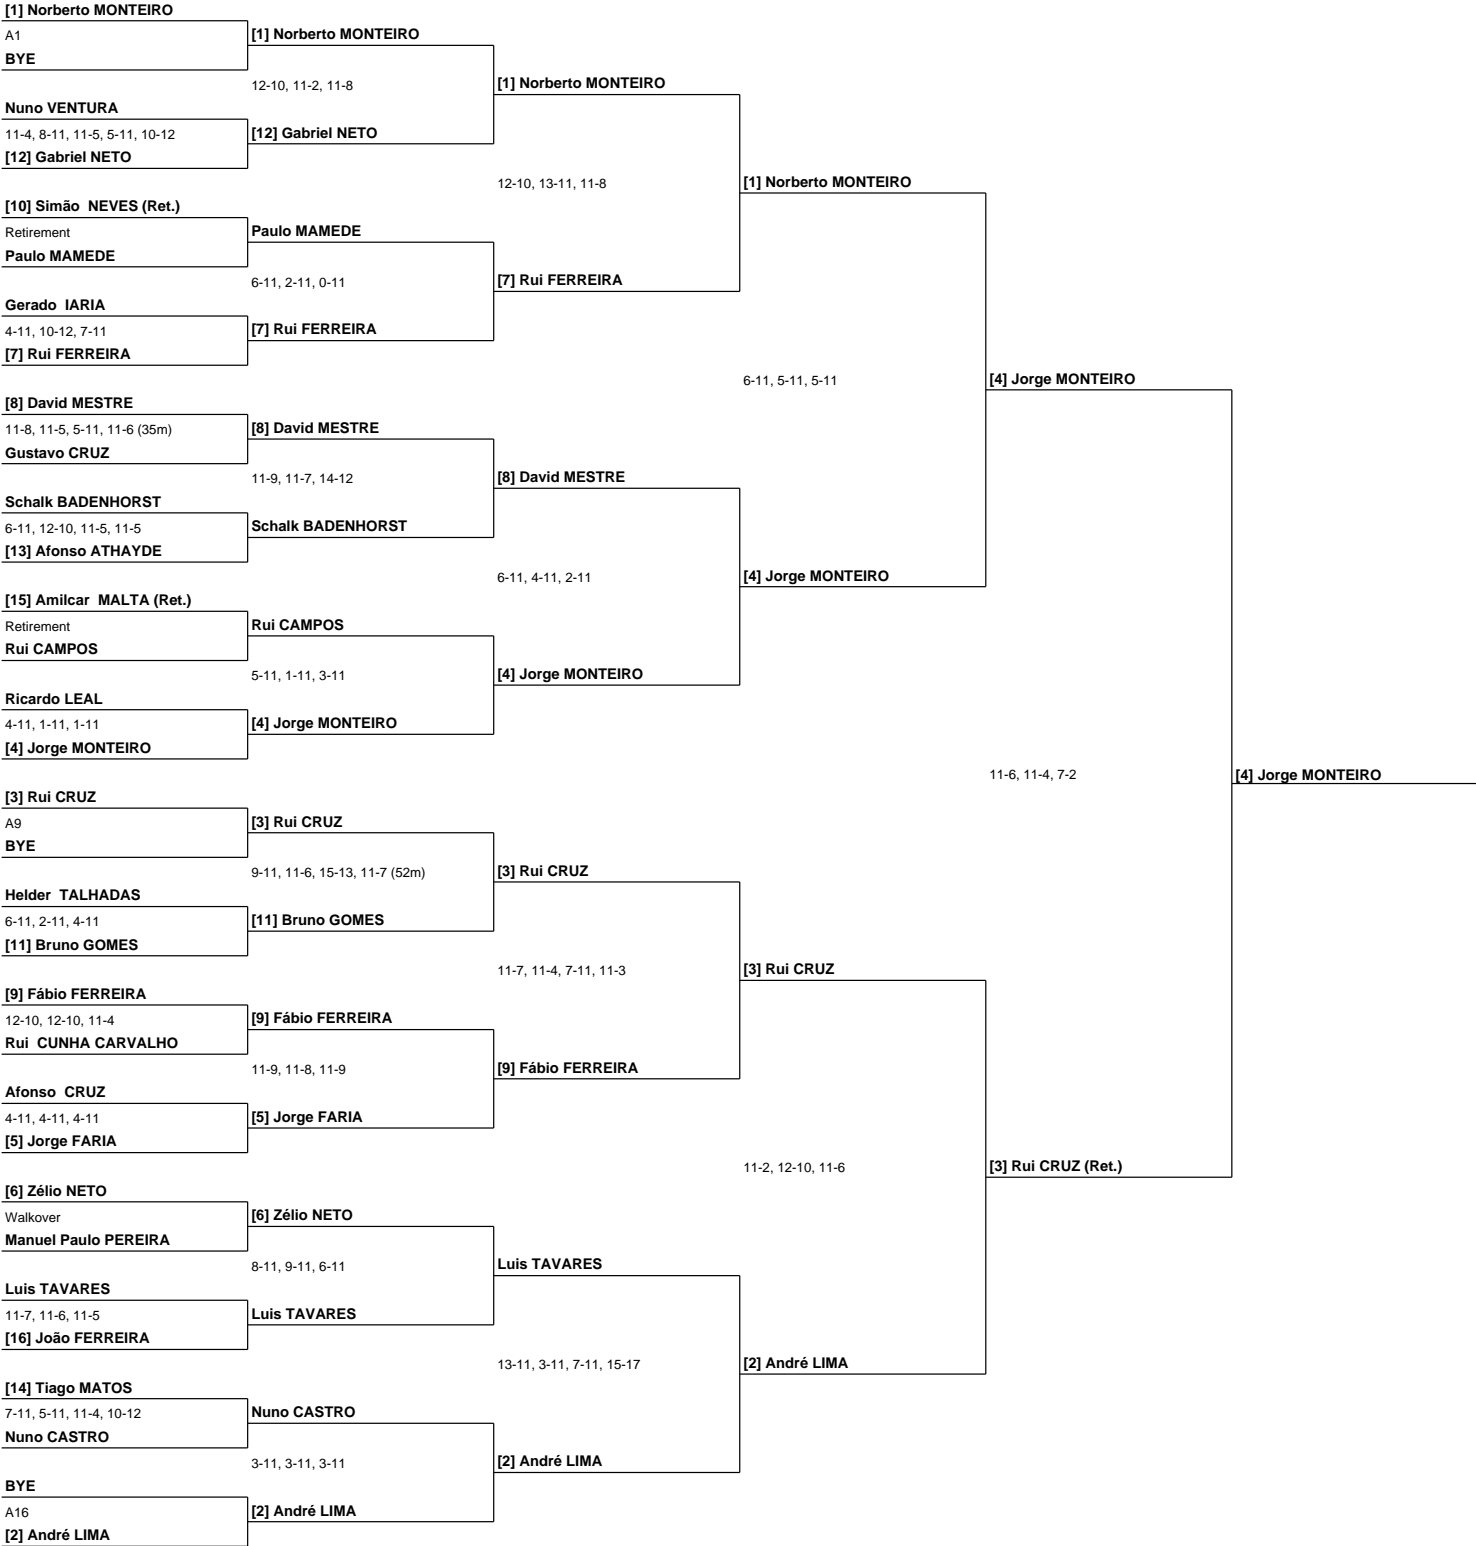 [1] Norberto MONTEIRO
A1
BYE
Nuno VENTURA
11-4, 8-11, 11-5, 5-11, 10-12
[12] Gabriel NETO
[10] Simão NEVES (Ret.)
Retirement
Paulo MAMEDE
Gerado IARIA
4-11, 10-12, 7-11
[7] Rui FERREIRA
[8] David MESTRE
11-8, 11-5, 5-11, 11-6 (35m)
Gustavo CRUZ
Schalk BADENHORST
6-11, 12-10, 11-5, 11-5
[13] Afonso ATHAYDE
[15] Amilcar MALTA (Ret.)
Retirement
Rui CAMPOS
Ricardo LEAL
4-11, 1-11, 1-11
[4] Jorge MONTEIRO
[3] Rui CRUZ
A9
BYE
Helder TALHADAS
6-11, 2-11, 4-11
[11] Bruno GOMES
[9] Fábio FERREIRA
12-10, 12-10, 11-4
Rui CUNHA CARVALHO
Afonso CRUZ
4-11, 4-11, 4-11
[5] Jorge FARIA
[6] Zélio NETO
Walkover
Manuel Paulo PEREIRA
Luis TAVARES
11-7, 11-6, 11-5
[16] João FERREIRA
[14] Tiago MATOS
7-11, 5-11, 11-4, 10-12
Nuno CASTRO
BYE
A16
[2] André LIMA
[1] Norberto MONTEIRO
12-10, 11-2, 11-8
[12] Gabriel NETO
Paulo MAMEDE
6-11, 2-11, 0-11
[7] Rui FERREIRA
[8] David MESTRE
11-9, 11-7, 14-12
Schalk BADENHORST
Rui CAMPOS
5-11, 1-11, 3-11
[4] Jorge MONTEIRO
[3] Rui CRUZ
9-11, 11-6, 15-13, 11-7 (52m)
[11] Bruno GOMES
[9] Fábio FERREIRA
11-9, 11-8, 11-9
[5] Jorge FARIA
[6] Zélio NETO
8-11, 9-11, 6-11
Luis TAVARES
Nuno CASTRO
3-11, 3-11, 3-11
[2] André LIMA
[1] Norberto MONTEIRO
12-10, 13-11, 11-8
[7] Rui FERREIRA
[8] David MESTRE
6-11, 4-11, 2-11
[4] Jorge MONTEIRO
[3] Rui CRUZ
11-7, 11-4, 7-11, 11-3
[9] Fábio FERREIRA
Luis TAVARES
13-11, 3-11, 7-11, 15-17
[2] André LIMA
[1] Norberto MONTEIRO
6-11, 5-11, 5-11
[4] Jorge MONTEIRO
[3] Rui CRUZ
11-2, 12-10, 11-6
[2] André LIMA
[4] Jorge MONTEIRO
11-6, 11-4, 7-2
[3] Rui CRUZ (Ret.)
[4] Jorge MONTEIRO